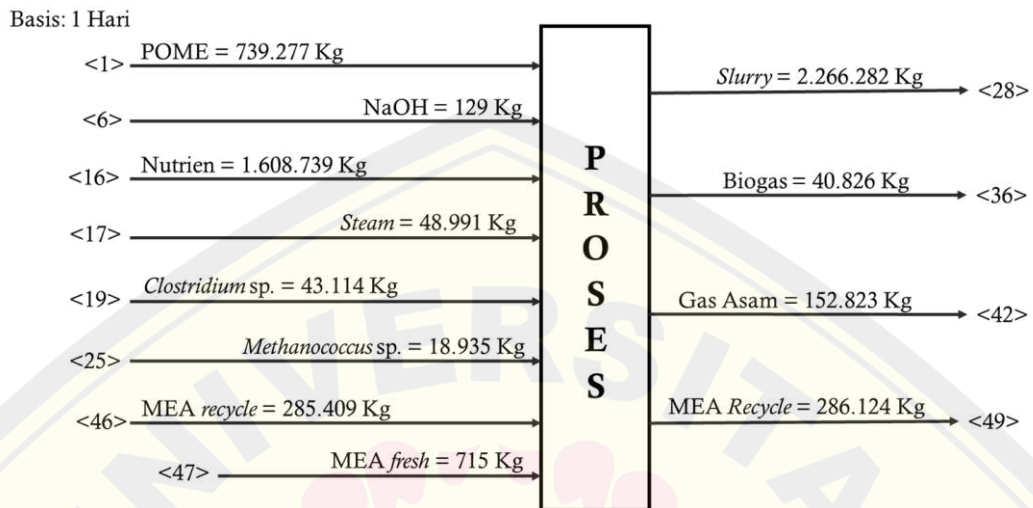 Basis: 1 Hari
<1> POME = 739.277 Kg
<6> NaOH = 129 Kg
<16> Nutrien = 1.608.739 Kg
<17> Steam = 48.991 Kg
<19> Clostridium sp. = 43.114 Kg
<25> Methanococcus sp. = 18.935 Kg
<46> MEA recycle = 285.409 Kg
<47> MEA fresh = 715 Kg
P
R
O
S
E
S
Slurry = 2.266.282 Kg <28>
Biogas = 40.826 Kg <36>
Gas Asam = 152.823 Kg <42>
MEA Recycle = 286.124 Kg <49>
NIVERSITA